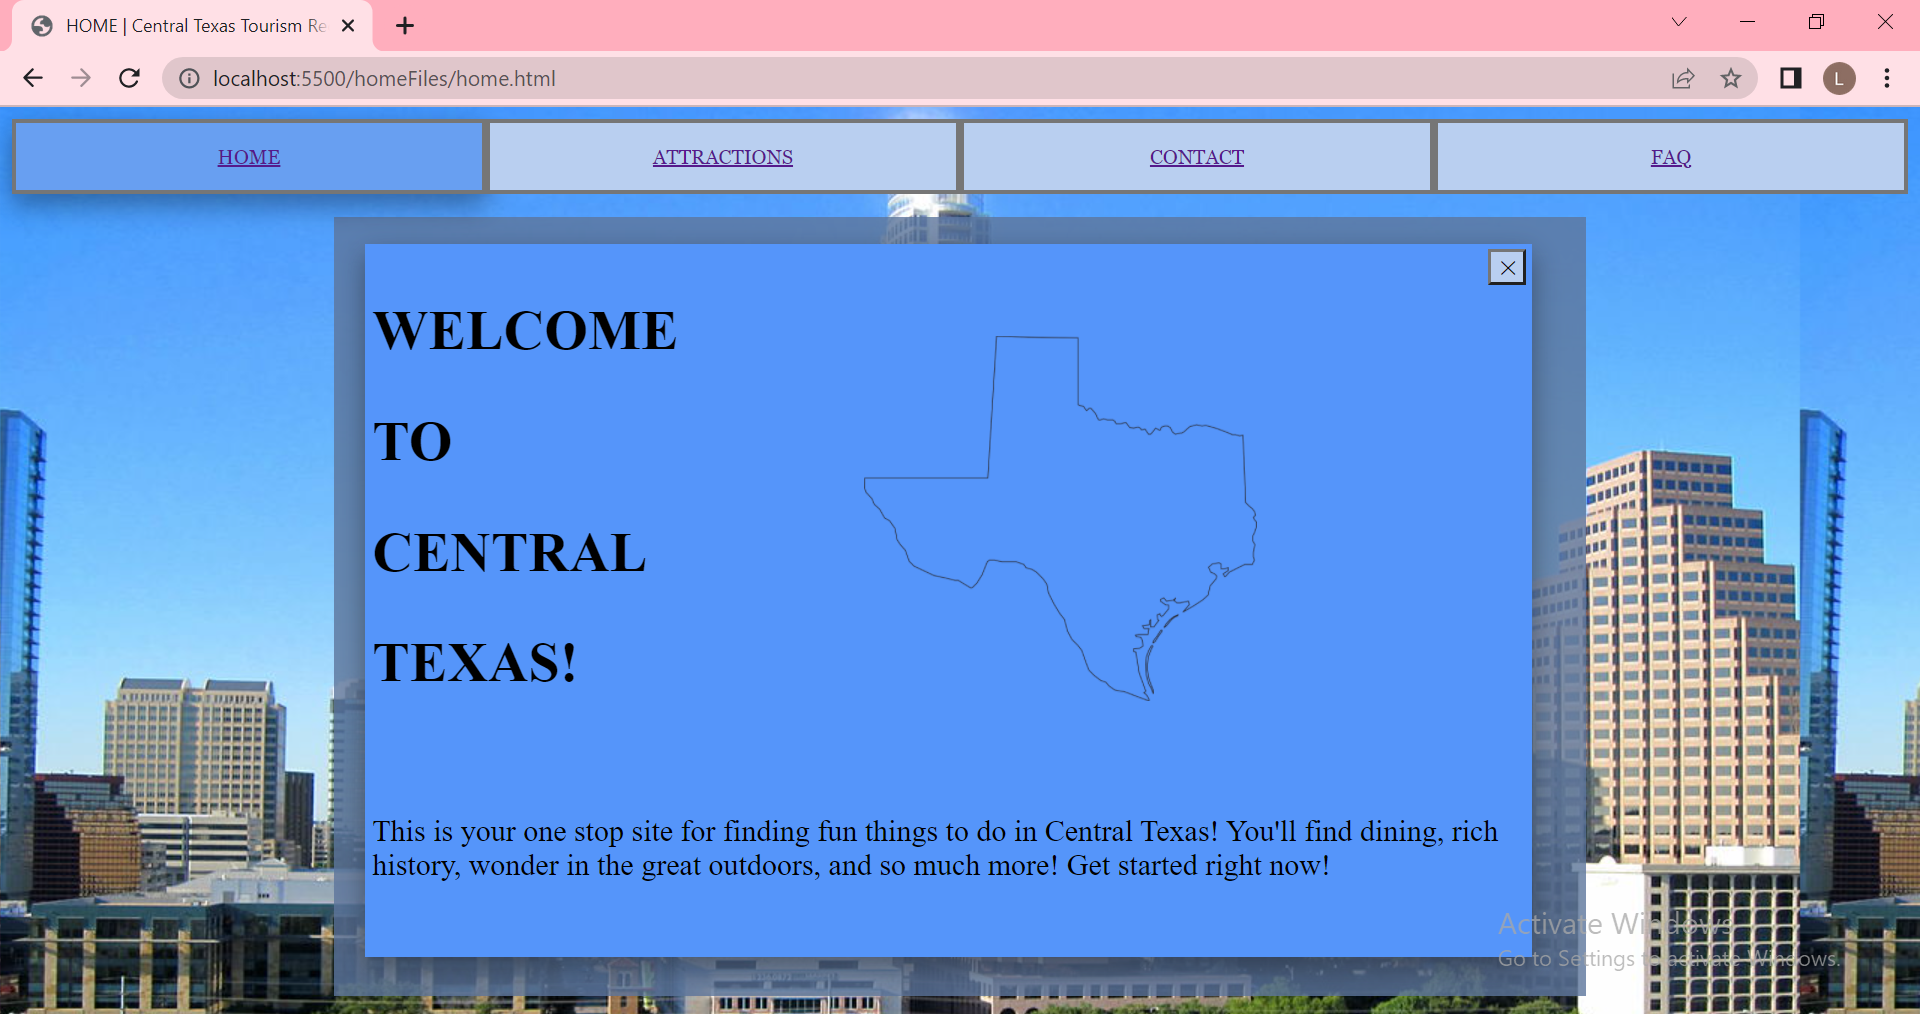 HOME | Central Texas Tourism Re
localhost:5500/homeFiles/home.html
L
HOME
ATTRACTIONS
CONTACT
FAQ
WELCOME
TO
CENTRAL
TEXAS!
This is your one stop site for finding fun things to do in Central Texas! You'll find dining, rich
history, wonder in the great outdoors, and so much more! Get started right now!
Activate Windows
Go to Settings to activate Windows.